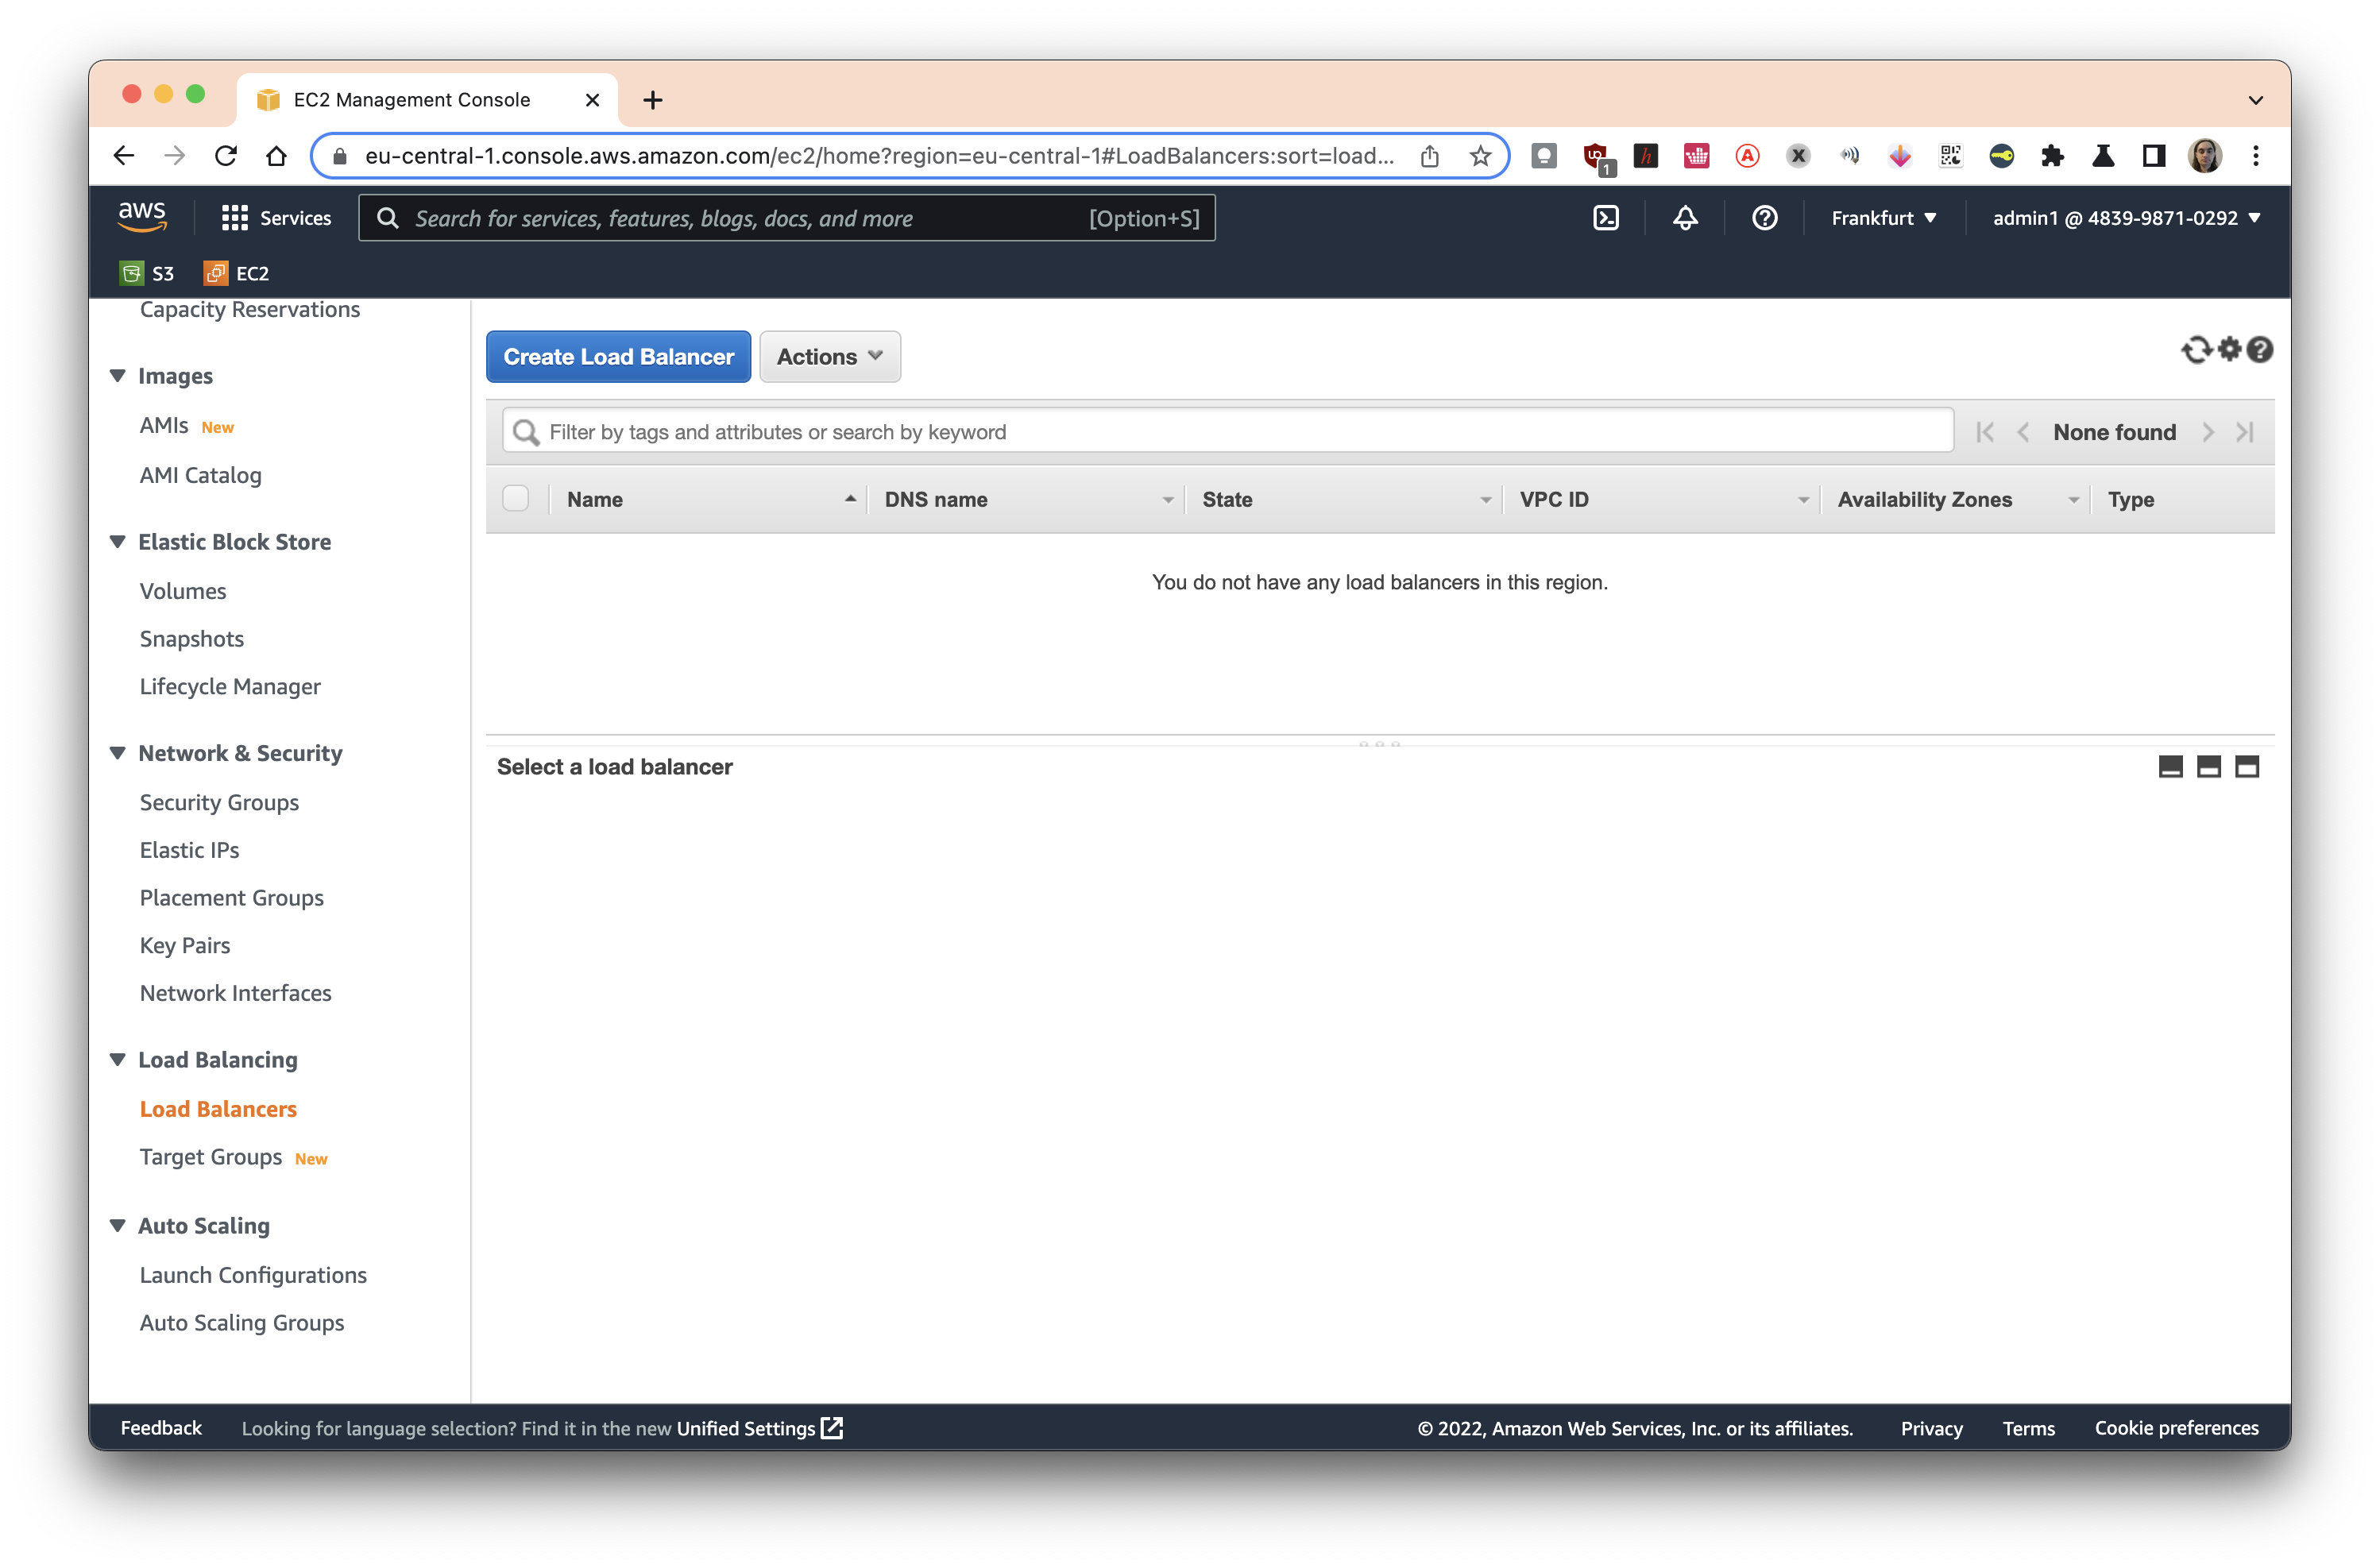 EC2 Management Console
eu-central-1.console.aws.amazon.com/ec2/home?region=eu-central-1#LoadBalancers:sort=load...
1
aws
Services
Search for services, features, blogs, docs, and more
[Option+S]
Frankfurt
admin1 @ 4839-9871-0292
S3
EC2
Capacity Reservations
Images
AMIs New
AMI Catalog
Elastic Block Store
Volumes
Snapshots
Lifecycle Manager
Network & Security
Security Groups
Elastic IPs
Placement Groups
Key Pairs
Network Interfaces
Load Balancing
Load Balancers
Target Groups New
Auto Scaling
Launch Configurations
Auto Scaling Groups
Create Load Balancer
Actions
Filter by tags and attributes or search by keyword
None found
Name
DNS name
State
VPC ID
Availability Zones
Type
You do not have any load balancers in this region.
Select a load balancer
Feedback
Looking for language selection? Find it in the new Unified Settings
© 2022, Amazon Web Services, Inc. or its affiliates.
Privacy
Terms
Cookie preferences